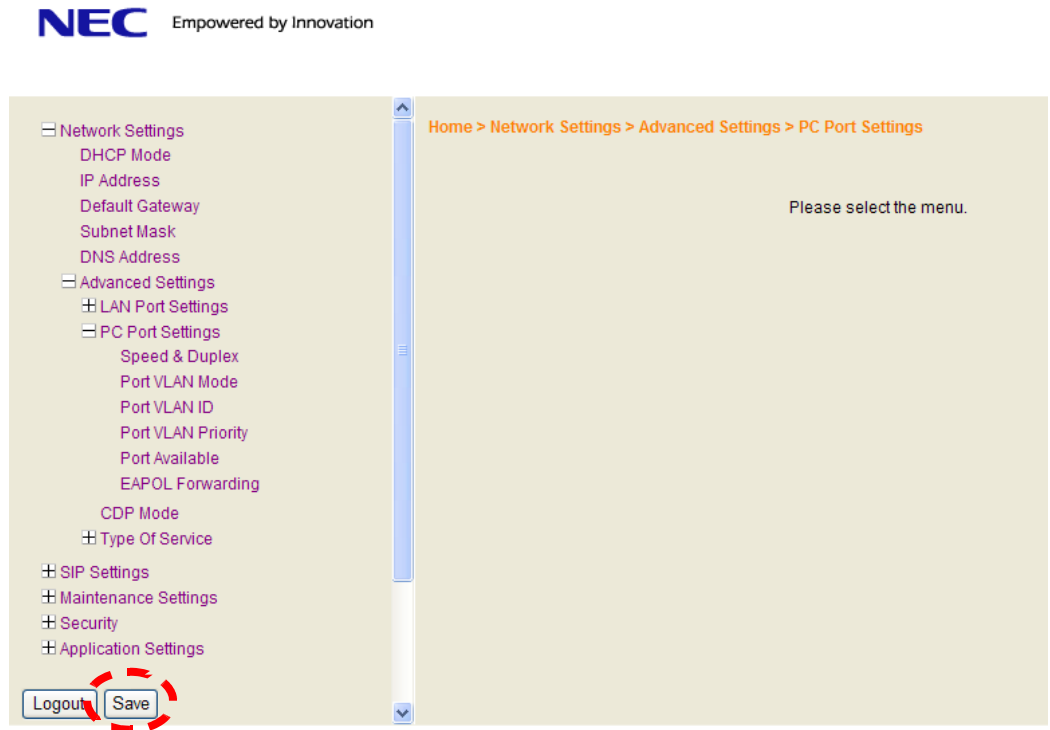 NEC Empowered by Innovation
Network Settings
DHCP Mode
IP Address
Default Gateway
Subnet Mask
DNS Address
Advanced Settings
LAN Port Settings
PC Port Settings
Speed & Duplex
Port VLAN Mode
Port VLAN ID
Port VLAN Priority
Port Available
EAPOL Forwarding
CDP Mode
Type Of Service
SIP Settings
Maintenance Settings
Security
Application Settings
Logout Save
Home > Network Settings > Advanced Settings > PC Port Settings
Please select the menu.